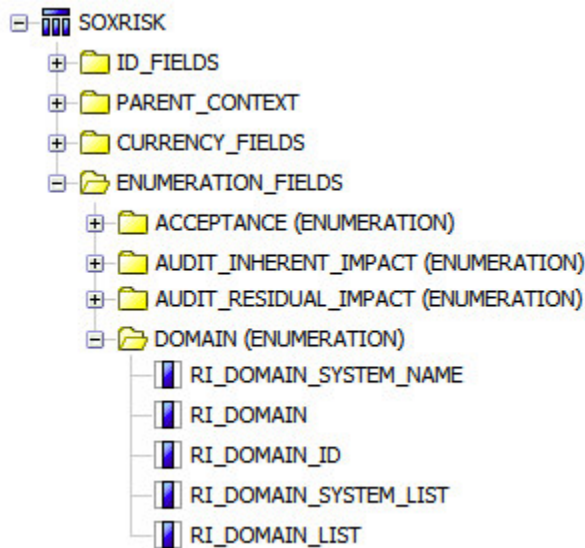 SOXRISK
ID_FIELDS
PARENT_CONTEXT
CURRENCY_FIELDS
ENUMERATION_FIELDS
ACCEPTANCE (ENUMERATION)
AUDIT_INHERENT_IMPACT (ENUMERATION)
AUDIT_RESIDUAL_IMPACT (ENUMERATION)
DOMAIN (ENUMERATION)
RI_DOMAIN_SYSTEM_NAME
RI_DOMAIN
RI_DOMAIN_ID
RI_DOMAIN_SYSTEM_LIST
RI_DOMAIN_LIST